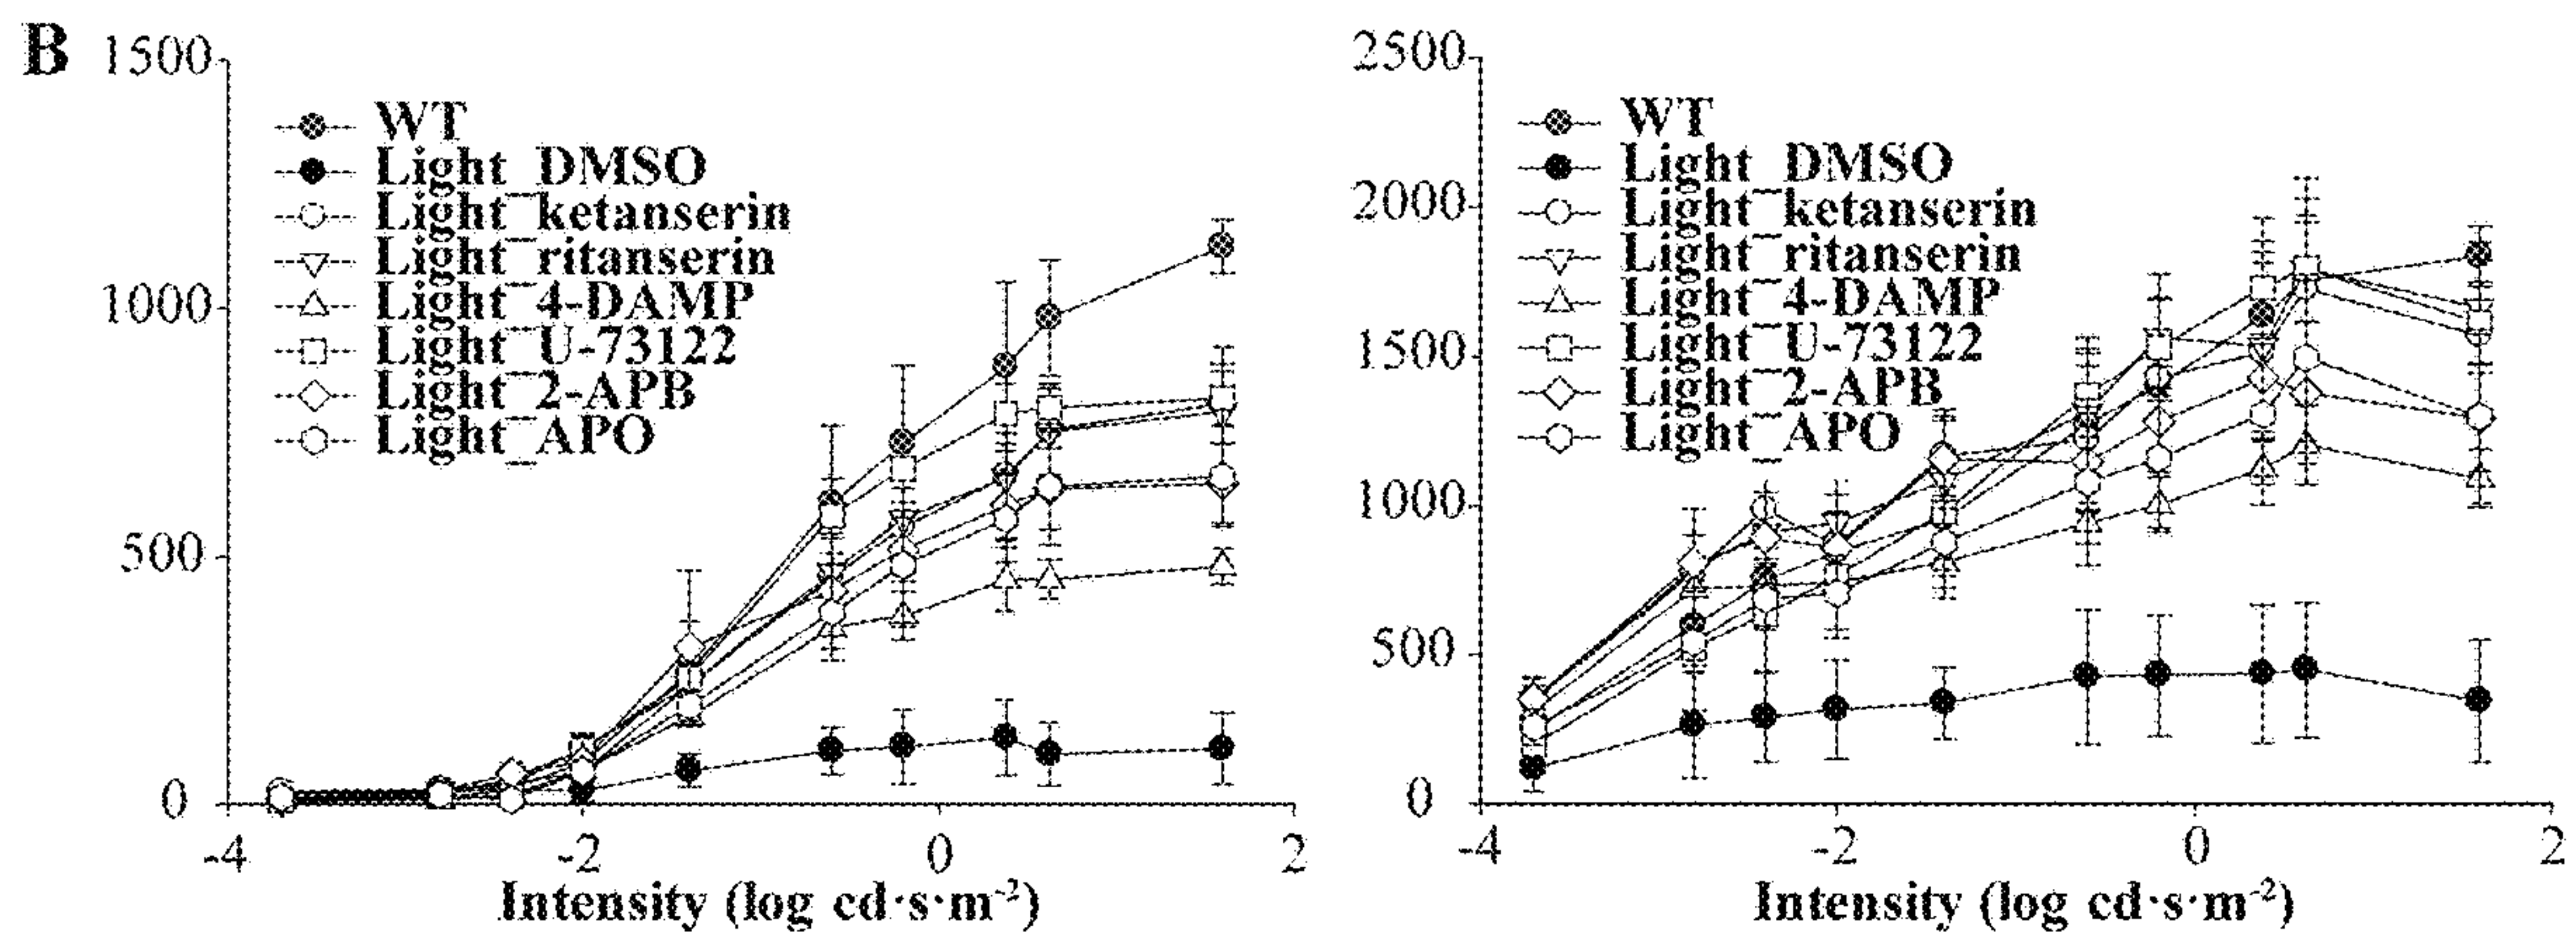 B
1500
1000
500
0
-4
-2
0
2
WT
Light_DMSO
Light_ketanserin
Light_ritanserin
Light_4-DAMP
Light_U-73122
Light_2-APB
Light_APO
Intensity (log cd·s·m-2)
2500
2000
1500
1000
500
0
-4
-2
0
2
WT
Light_DMSO
Light_ketanserin
Light_ritanserin
Light_4-DAMP
Light_U-73122
Light_2-APB
Light_APO
Intensity (log cd·s·m-2)